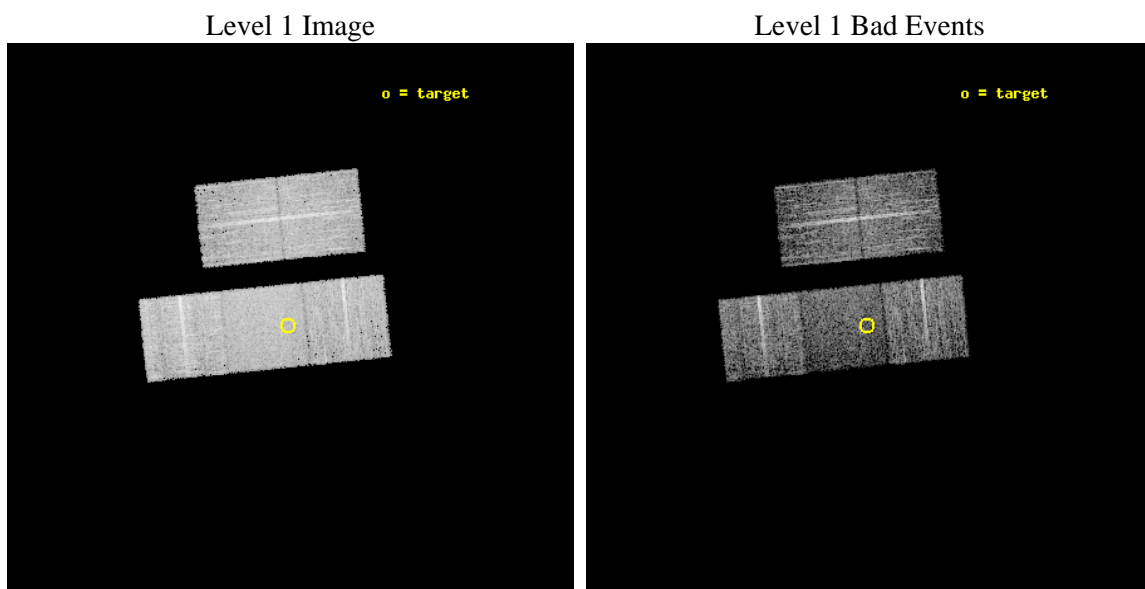 Level 1 Image
Level 1 Bad Events
o = target
o = target